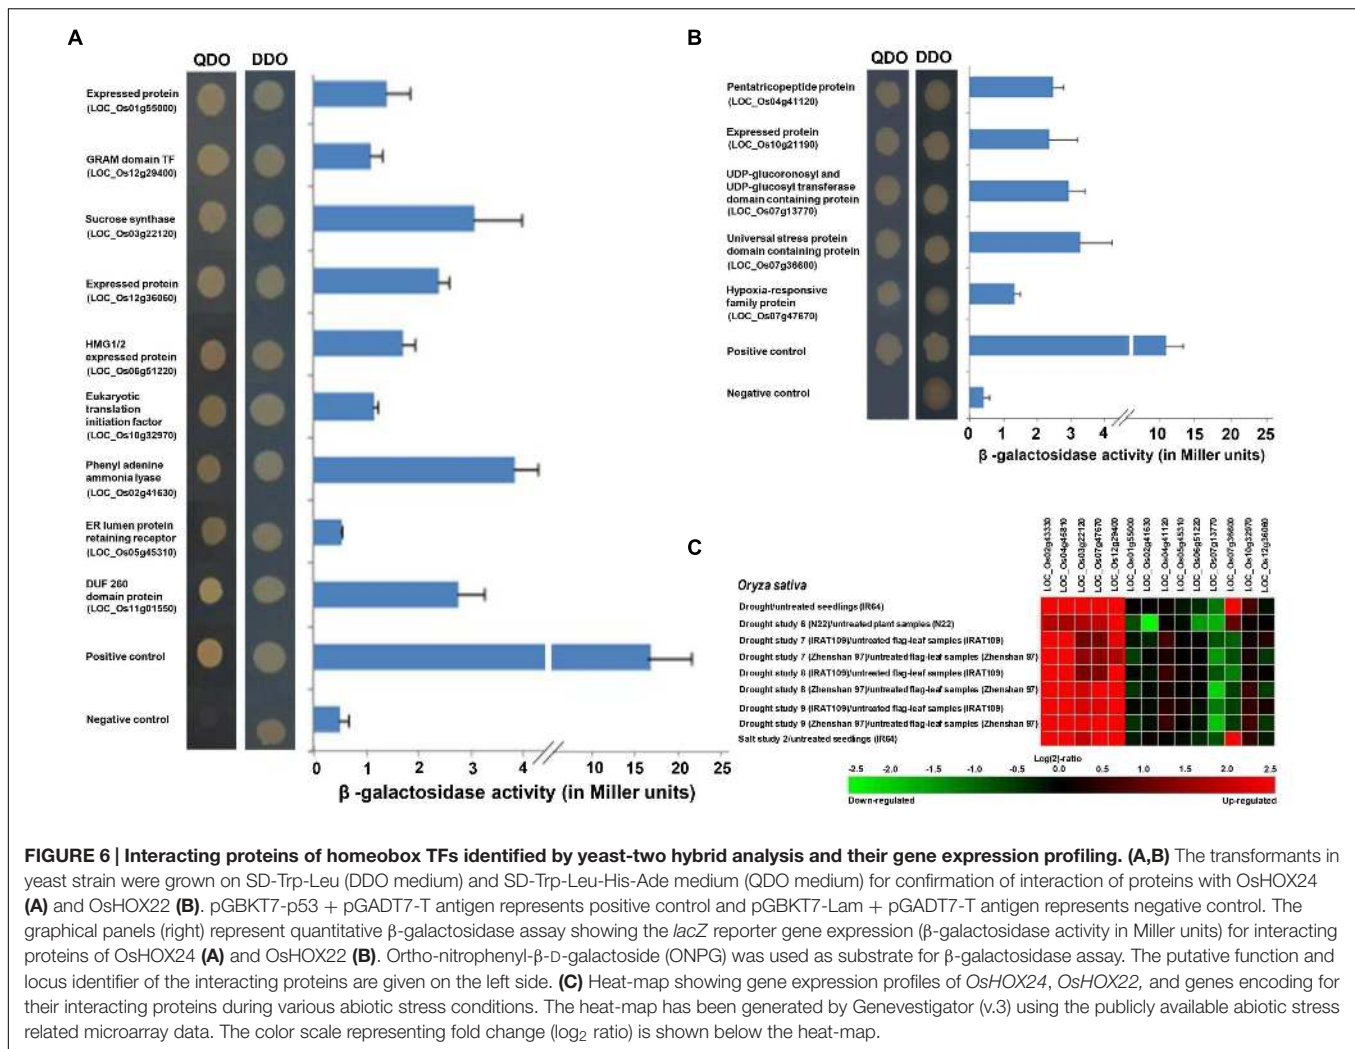 A
QDO DDO
Expressed protein
(LOC_Os01g55000)
GRAM domain TF
(LOC_Os12g29400)
Sucrose synthase
(LOC_Os03g22120)
Expressed protein
(LOC_Os12g36060)
HMG1/2
expressed protein
(LOC_Os06g51220)
Eukaryotic
translation
initiation factor
(LOC_Os10g32970)
Phenyl adenine
ammonia lyase
(LOC_Os02g41630)
ER lumen protein
retaining receptor
(LOC_Os05g45310)
DUF 260
domain protein
(LOC_Os11g01550)
Positive control
Negative control
0 1 2 3 4 10 15 20 25
β -galactosidase activity (in Miller units)
B
QDO DDO
Pentatricopeptide protein
(LOC_Os04g41120)
Expressed protein
(LOC_Os10g21190)
UDP-glucoronosyl and
UDP-glucosyl transferase
domain containing protein
(LOC_Os07g13770)
Universal stress protein
domain containing protein
(LOC_Os07g36600)
Hypoxia-responsive
family protein
(LOC_Os07g47670)
Positive control
Negative control
0 1 2 3 4 10 15 20 25
β -galactosidase activity (in Miller units)
C
LOC_Os02g43330
LOC_Os04g45810
LOC_Os03g22120
LOC_Os07g47670
LOC_Os12g29400
LOC_Os01g55000
LOC_Os02g41630
LOC_Os04g41120
LOC_Os05g45310
LOC_Os06g51220
LOC_Os07g13770
LOC_Os07g36600
LOC_Os10g32970
LOC_Os12g36060
Oryza sativa
Drought/untreated seedlings (IR64)
Drought study 6 (N22)/untreated plant samples (N22)
Drought study 7 (IRAT109)/untreated flag-leaf samples (IRAT109)
Drought study 7 (Zhenshan 97)/untreated flag-leaf samples (Zhenshan 97)
Drought study 8 (IRAT109)/untreated flag-leaf samples (IRAT109)
Drought study 8 (Zhenshan 97)/untreated flag-leaf samples (Zhenshan 97)
Drought study 9 (IRAT109)/untreated flag-leaf samples (IRAT109)
Drought study 9 (Zhenshan 97)/untreated flag-leaf samples (Zhenshan 97)
Salt study 2/untreated seedlings (IR64)
Log(2)-ratio
-2.5 -2.0 -1.5 -1.0 -0.5 0.0 0.5 1.0 1.5 2.0 2.5
Down-regulated Up-regulated
FIGURE 6 | Interacting proteins of homeobox TFs identified by yeast-two hybrid analysis and their gene expression profiling. (A,B) The transformants in
yeast strain were grown on SD-Trp-Leu (DDO medium) and SD-Trp-Leu-His-Ade medium (QDO medium) for confirmation of interaction of proteins with OsHOX24
(A) and OsHOX22 (B). pGBKT7-p53 + pGADT7-T antigen represents positive control and pGBKT7-Lam + pGADT7-T antigen represents negative control. The
graphical panels (right) represent quantitative β-galactosidase assay showing the lacZ reporter gene expression (β-galactosidase activity in Miller units) for interacting
proteins of OsHOX24 (A) and OsHOX22 (B). Ortho-nitrophenyl-β-D-galactoside (ONPG) was used as substrate for β-galactosidase assay. The putative function and
locus identifier of the interacting proteins are given on the left side. (C) Heat-map showing gene expression profiles of OsHOX24, OsHOX22, and genes encoding for
their interacting proteins during various abiotic stress conditions. The heat-map has been generated by Genevestigator (v.3) using the publicly available abiotic stress
related microarray data. The color scale representing fold change (log₂ ratio) is shown below the heat-map.